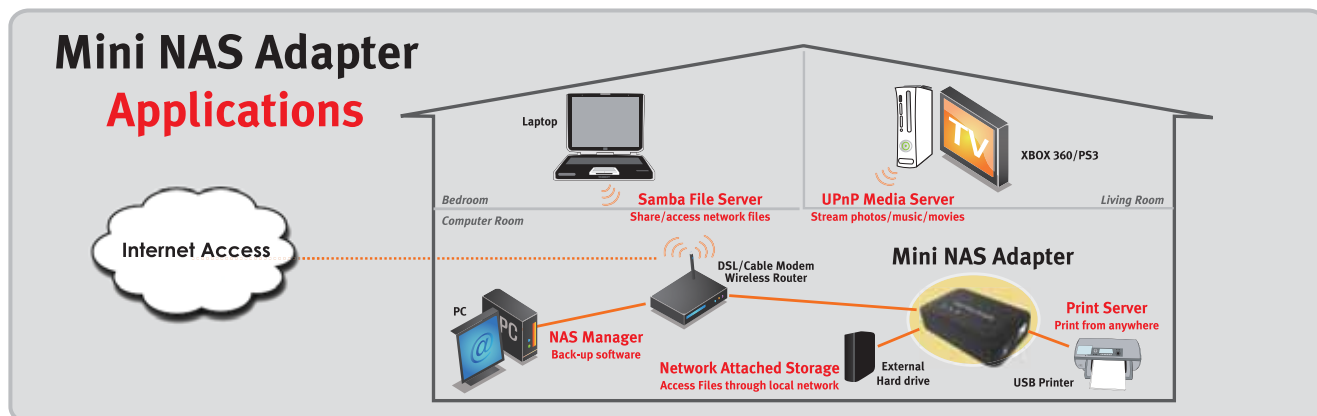 Mini NAS Adapter
Applications
Laptop
TV
XBOX 360/PS3
Bedroom
Samba File Server
Share/access network files
UPnP Media Server
Stream photos/music/movies
Living Room
Computer Room
Internet Access
DSL/Cable Modem
Wireless Router
Mini NAS Adapter
PC
PC
@
NAS Manager
Back-up software
Print Server
Print from anywhere
Network Attached Storage
Access Files through local network
External
Hard drive
USB Printer